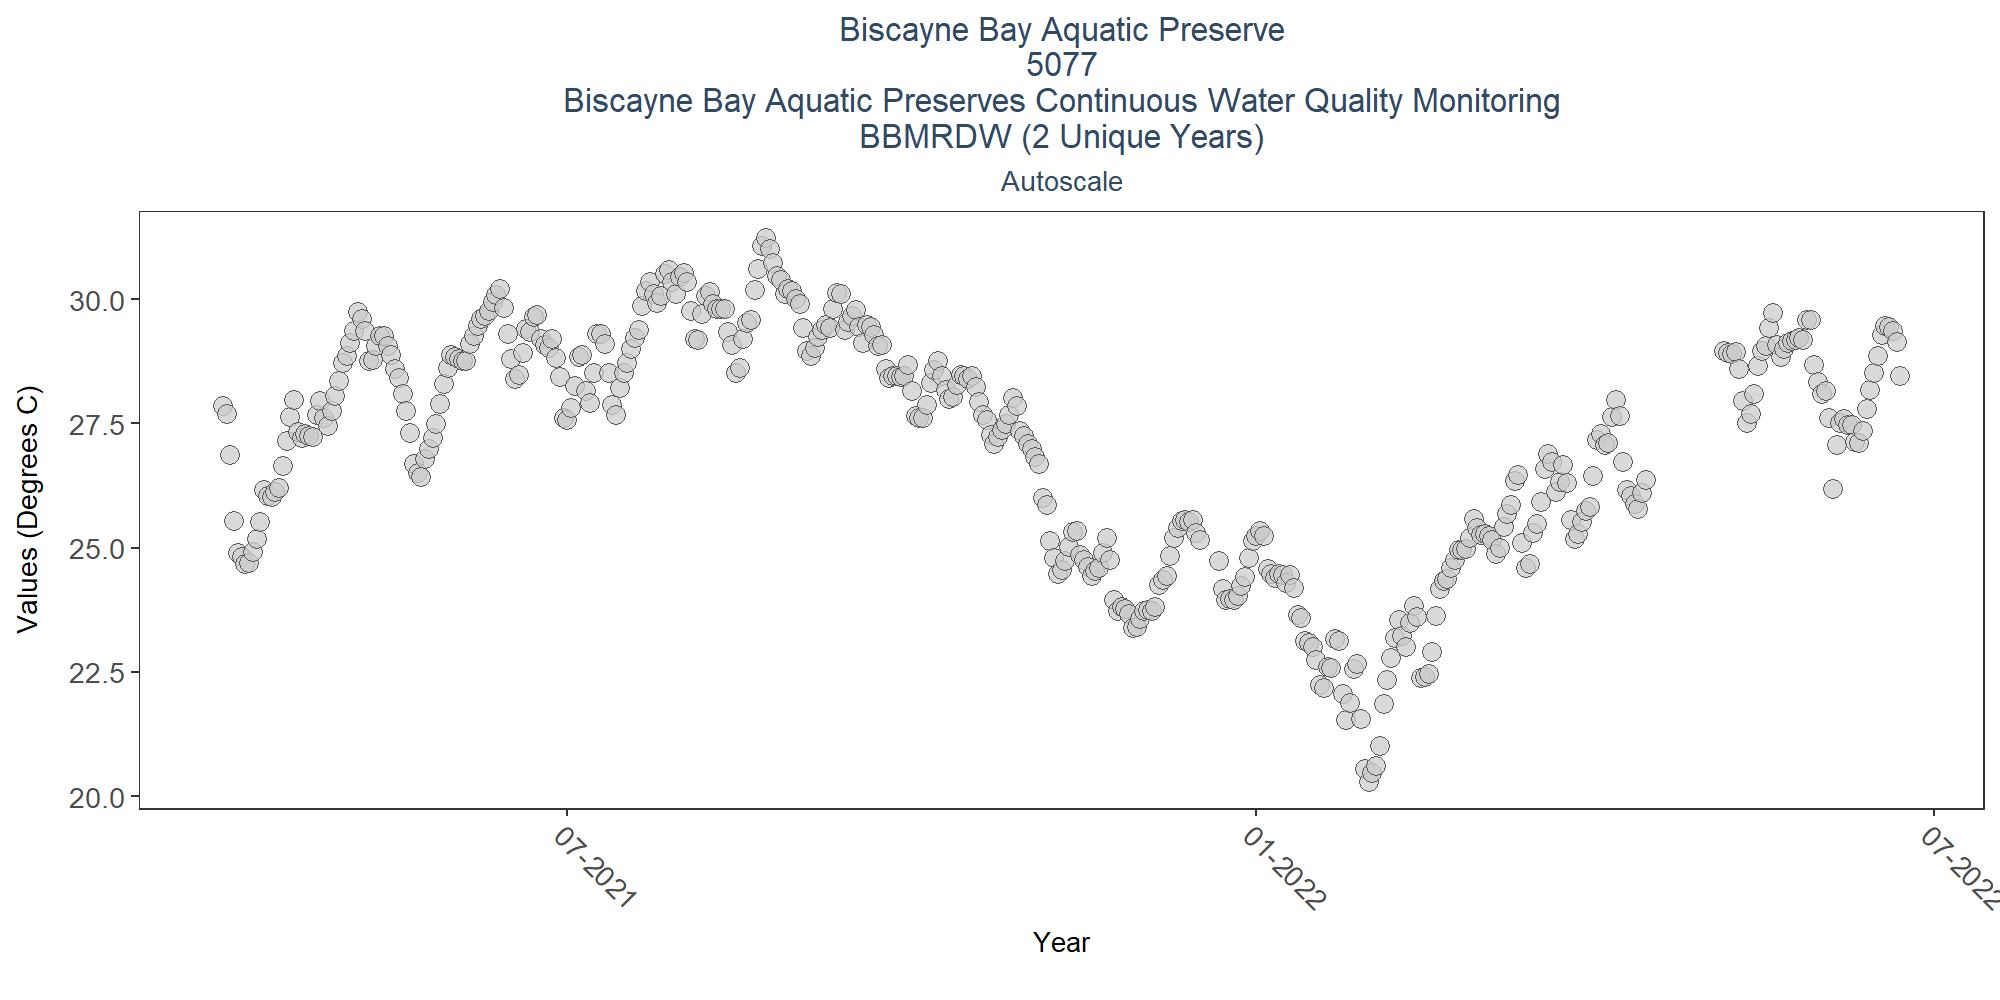 Biscayne Bay Aquatic Preserve
5077
Biscayne Bay Aquatic Preserves Continuous Water Quality Monitoring
BBMRDW (2 Unique Years)
Autoscale
Values (Degrees C)
30.0
27.5
25.0
22.5
20.0
07-2021
01-2022
07-2022
Year